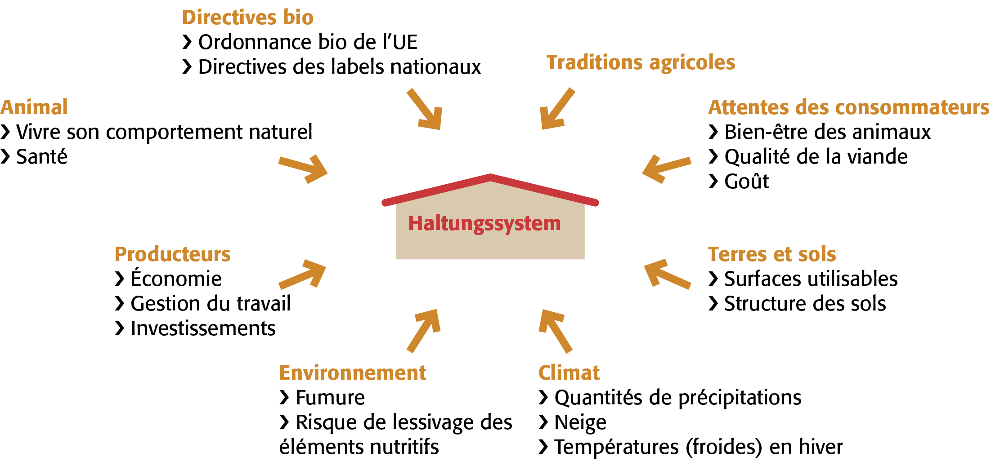 Directives bio
❯ Ordonnance bio de l’UE
❯ Directives des labels nationaux
Traditions agricoles
Animal
❯ Vivre son comportement naturel
❯ Santé
Attentes des consommateurs
❯ Bien-être des animaux
❯ Qualité de la viande
❯ Goût
Haltungssystem
Producteurs
❯ Économie
❯ Gestion du travail
❯ Investissements
Terres et sols
❯ Surfaces utilisables
❯ Structure des sols
Environnement
❯ Fumure
❯ Risque de lessivage des
éléments nutritifs
Climat
❯ Quantités de précipitations
❯ Neige
❯ Températures (froides) en hiver